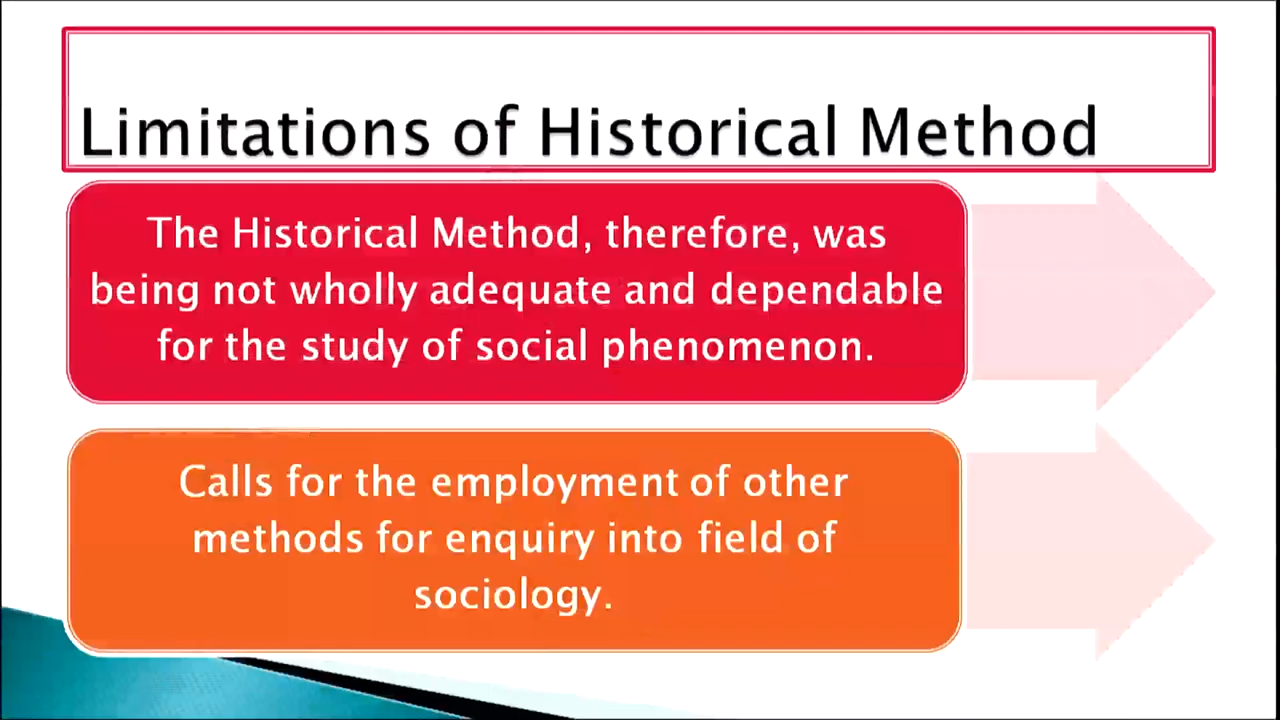 Limitations of Historical Method
The Historical Method, therefore, was
being not wholly adequate and dependable
for the study of social phenomenon.
Calls for the employment of other
methods for enquiry into field of
sociology.